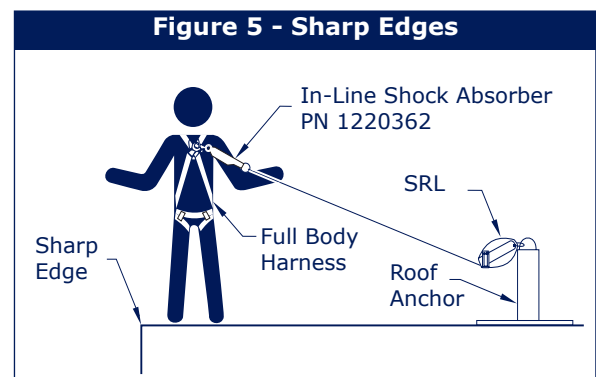 Figure 5 - Sharp Edges
In-Line Shock Absorber
PN 1220362
SRL
Full Body
Harness
Sharp
Edge
Roof
Anchor